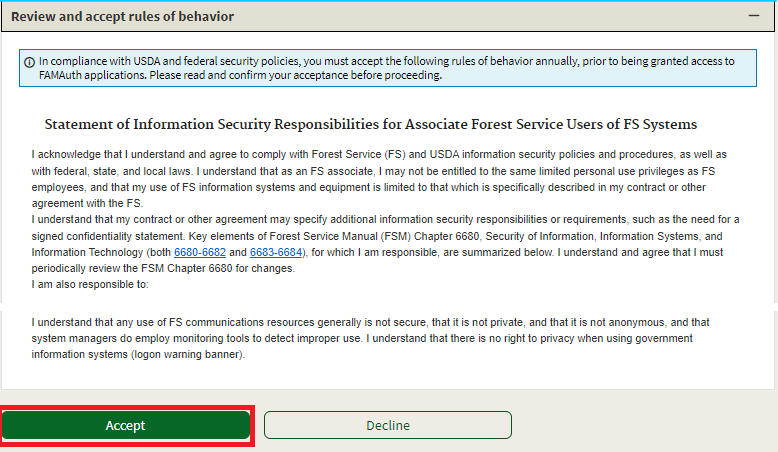 Review and accept rules of behavior
In compliance with USDA and federal security policies, you must accept the following rules of behavior annually, prior to being granted access to
FAMAuth applications. Please read and confirm your acceptance before proceeding.
Statement of Information Security Responsibilities for Associate Forest Service Users of FS Systems
I acknowledge that I understand and agree to comply with Forest Service (FS) and USDA information security policies and procedures, as well as
with federal, state, and local laws. I understand that as an FS associate, I may not be entitled to the same limited personal use privileges as FS
employees, and that my use of FS information systems and equipment is limited to that which is specifically described in my contract or other
agreement with the FS.
I understand that my contract or other agreement may specify additional information security responsibilities or requirements, such as the need for a
signed confidentiality statement. Key elements of Forest Service Manual (FSM) Chapter 6680, Security of Information, Information Systems, and
Information Technology (both 6680-6682 and 6683-6684), for which I am responsible, are summarized below. I understand and agree that I must
periodically review the FSM Chapter 6680 for changes.
I am also responsible to:
I understand that any use of FS communications resources generally is not secure, that it is not private, and that it is not anonymous, and that
system managers do employ monitoring tools to detect improper use. I understand that there is no right to privacy when using government
information systems (logon warning banner).
Accept
Decline